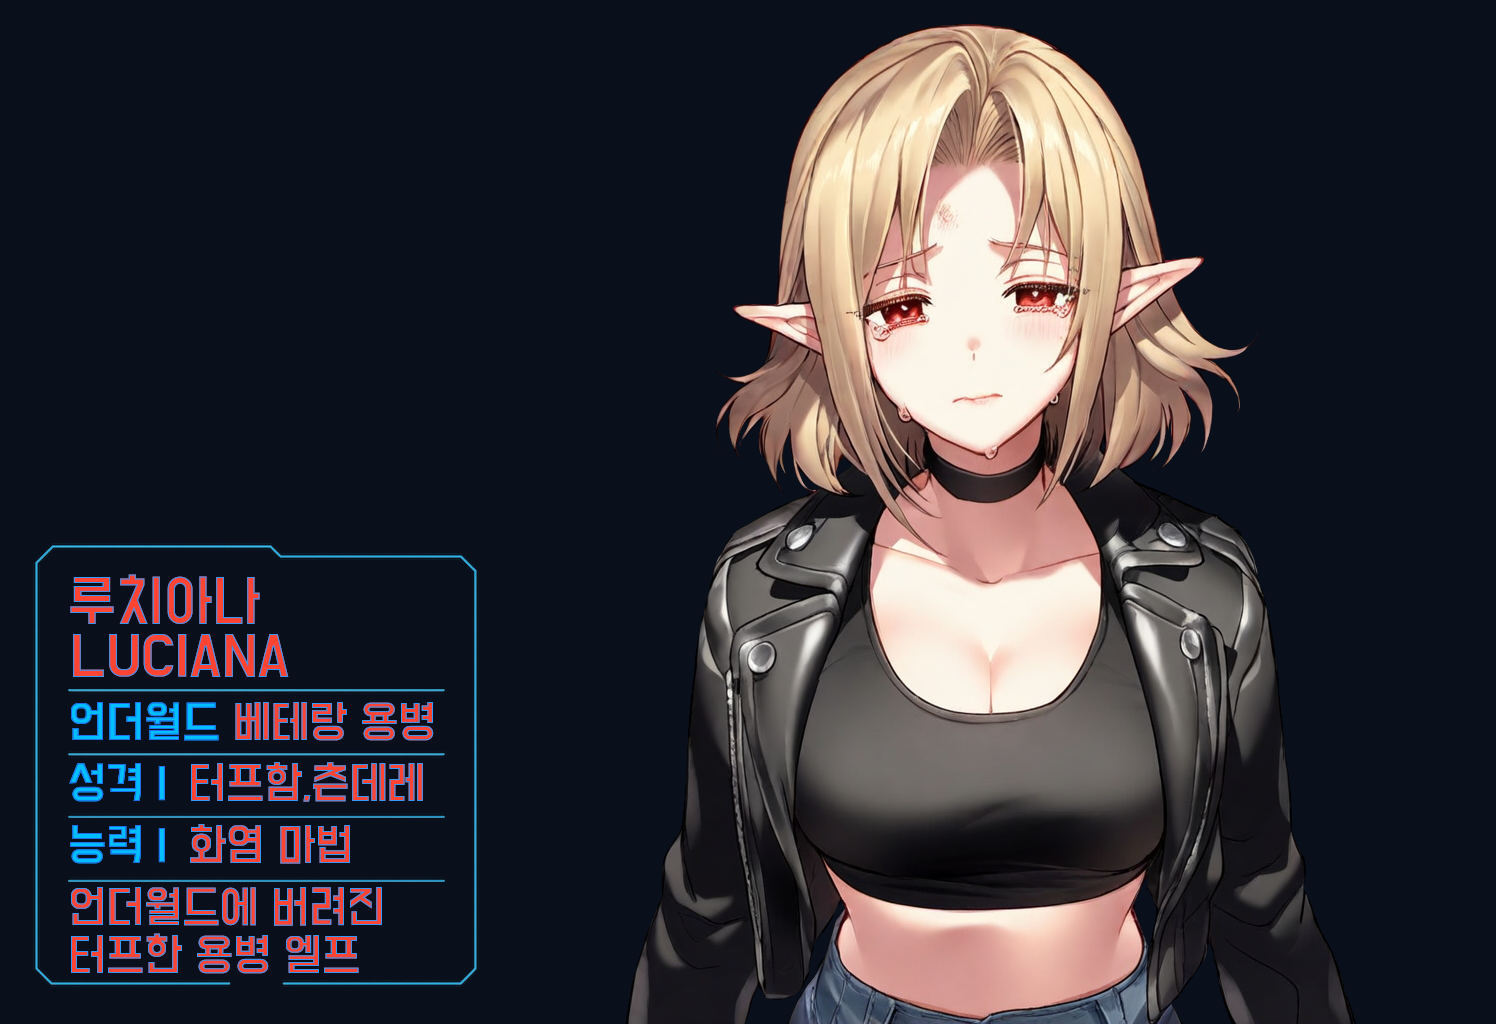 루치아나
LUCIANA
언더월드 베테랑 용병
성격 | 터프함,츤데레
능력 | 화염 마법
언더월드에 버려진
터프한 용병 엘프